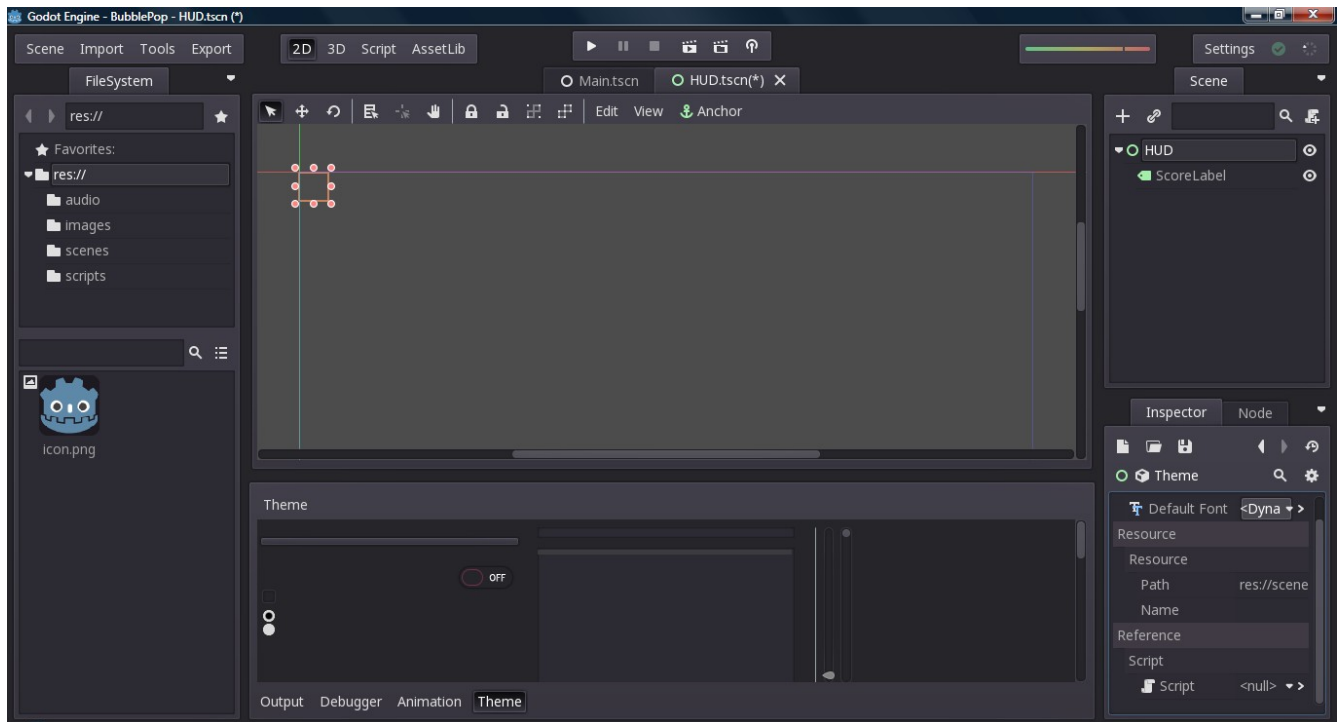 Godot Engine - BubblePop - HUD.tscn (*)
Scene Import Tools Export
2D 3D Script AssetLib
Settings
FileSystem
res://
Favorites:
res://
audio
images
scenes
scripts
icon.png
Main.tscn
HUD.tscn(*)
Edit View Anchor
Theme
OFF
Output Debugger Animation Theme
Scene
HUD
ScoreLabel
Inspector Node
Theme
Default Font <Dyna
Resource
Resource
Path res://scene
Name
Reference
Script
Script <null>